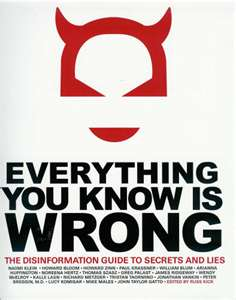 EVERYTHING
YOU KNOW IS
WRONG
THE DISINFORMATION GUIDE TO SECRETS AND LIES
NAOMI KLEIN • HOWARD BLOOM • HOWARD ZINN • PAUL KRASSNER • WILLIAM BLUM • ARIANNA
HUFFINGTON • NOREENA HERTZ • THOMAS SZASZ • GREG PALAST • JAMES RIDGEWAY • WENDY
McELROY • KALLE LASN • RICHARD METZGER • TRISTAN TAORMINO • JONATHAN VANKIN • PETER
BREGGIN, M.D. • LUCY KOMISAR • MIKE MALES • JOHN TAYLOR GATTO • EDITED BY RUSS KICK